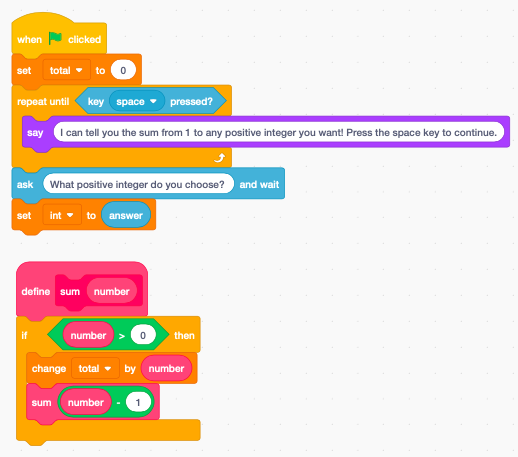 when clicked
set total to 0
repeat until key space pressed?
say I can tell you the sum from 1 to any positive integer you want! Press the space key to continue.
ask What positive integer do you choose? and wait
set int to answer
define sum number
if number > 0 then
change total by number
sum number - 1